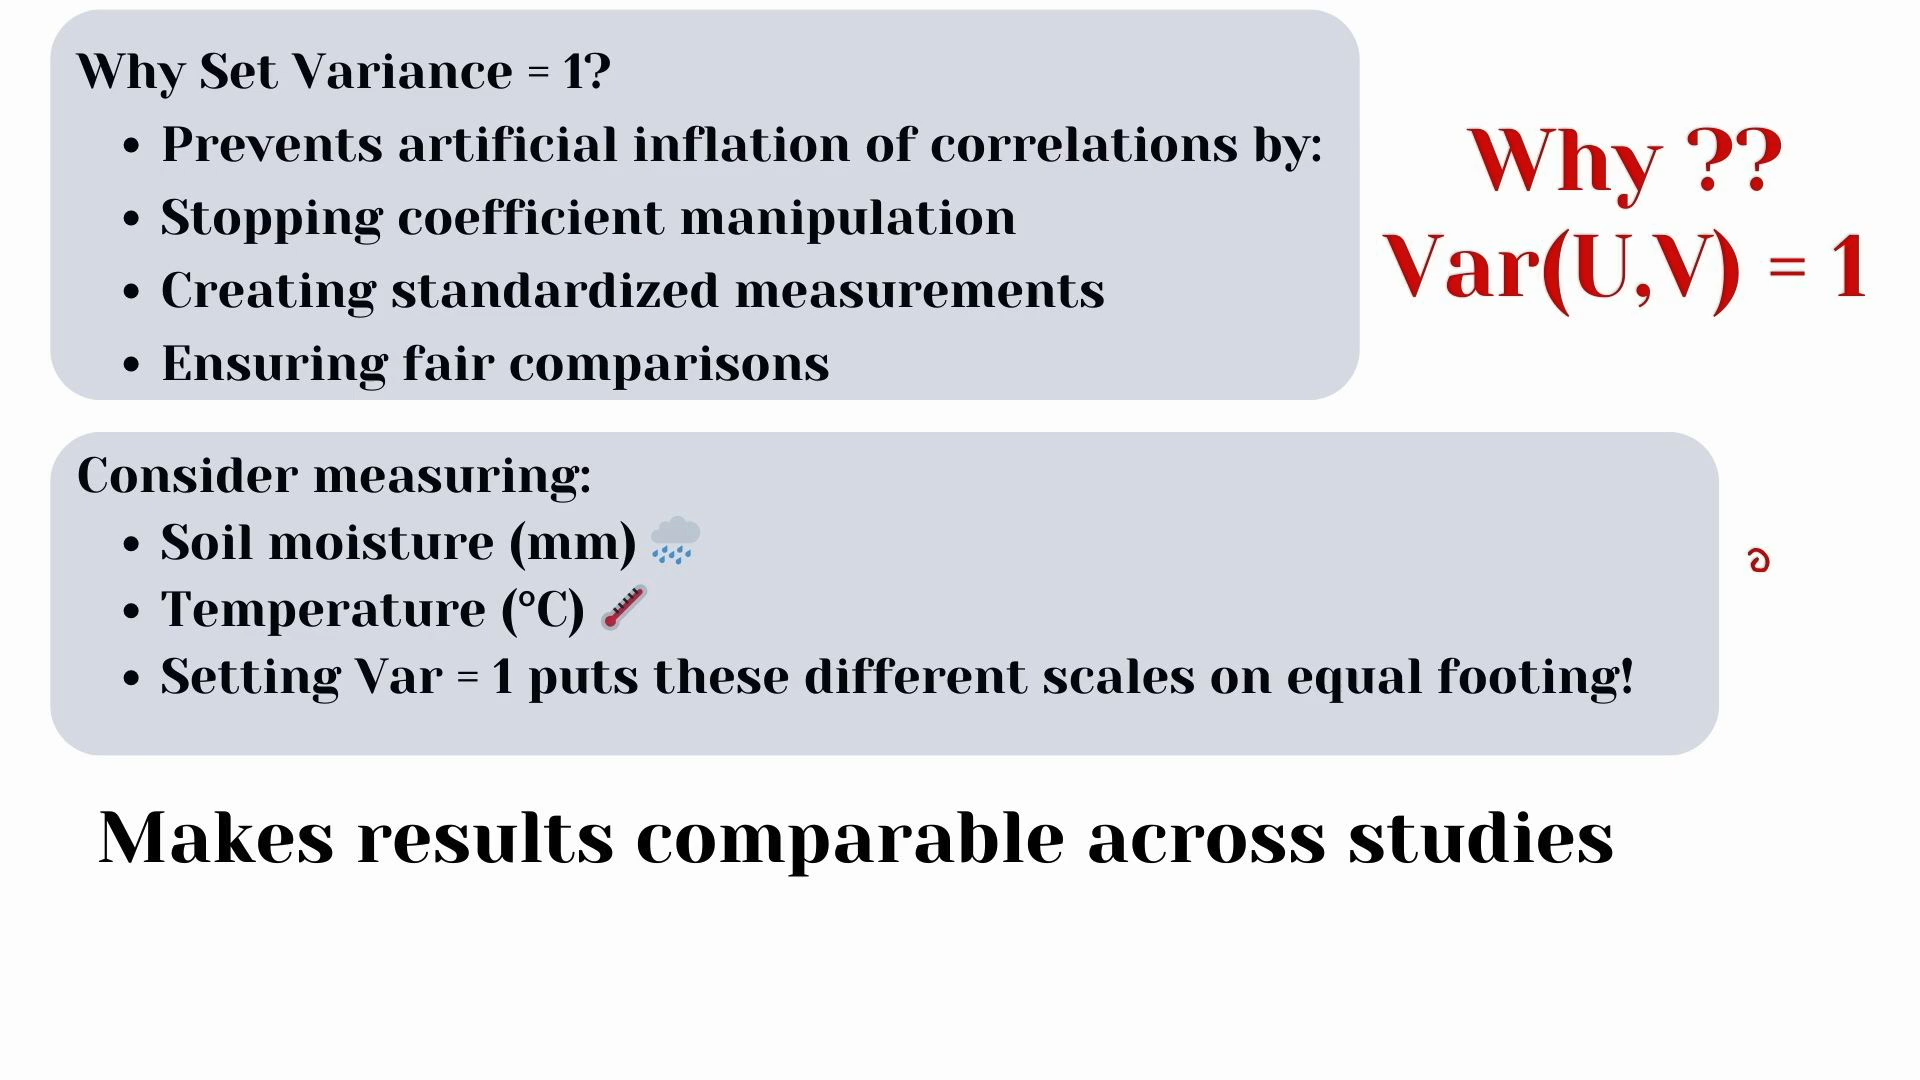 Why Set Variance = 1?
• Prevents artificial inflation of correlations by:
• Stopping coefficient manipulation
• Creating standardized measurements
• Ensuring fair comparisons
Why ??
Var(U,V) = 1
Consider measuring:
• Soil moisture (mm)
• Temperature (°C)
• Setting Var = 1 puts these different scales on equal footing!
Makes results comparable across studies